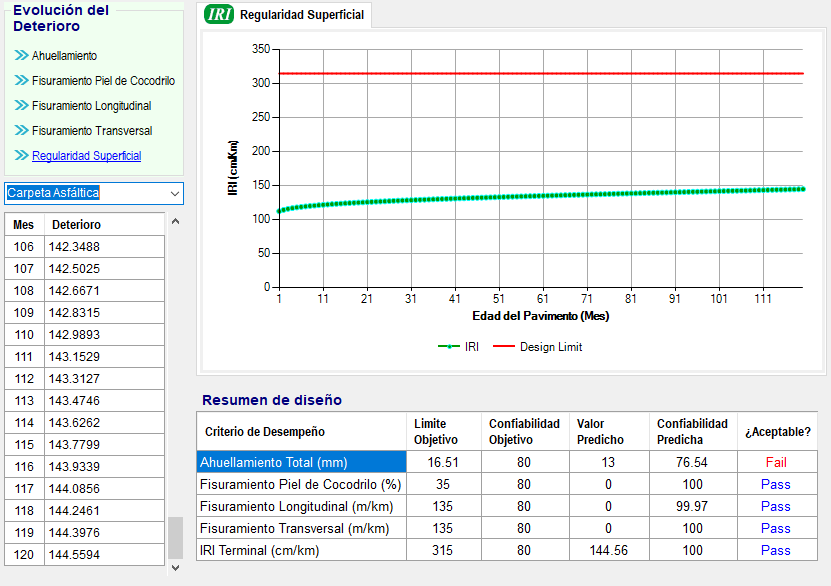 Evolución del
Deterioro
Ahuellamiento
Fisuramiento Piel de Cocodrilo
Fisuramiento Longitudinal
Fisuramiento Transversal
Regularidad Superficial
Carpeta Asfáltica
Mes Deterioro
106 142.3488
107 142.5025
108 142.6671
109 142.8315
110 142.9893
111 143.1529
112 143.3127
113 143.4746
114 143.6262
115 143.7799
116 143.9339
117 144.0856
118 144.2461
119 144.3976
120 144.5594
IRI Regularidad Superficial
350
300
250
200
150
100
50
0
IRI (cm/Km)
1 11 21 31 41 51 61 71 81 91 101 111
Edad del Pavimento (Mes)
IRI Design Limit
Resumen de diseño
Criterio de Desempeño Limite Objetivo Confiabilidad Objetivo Valor Predicho Confiabilidad Predicha ¿Aceptable?
Ahuellamiento Total (mm) 16.51 80 13 76.54 Fail
Fisuramiento Piel de Cocodrilo (%) 35 80 0 100 Pass
Fisuramiento Longitudinal (m/km) 135 80 0 99.97 Pass
Fisuramiento Transversal (m/km) 135 80 0 100 Pass
IRI Terminal (cm/km) 315 80 144.56 100 Pass